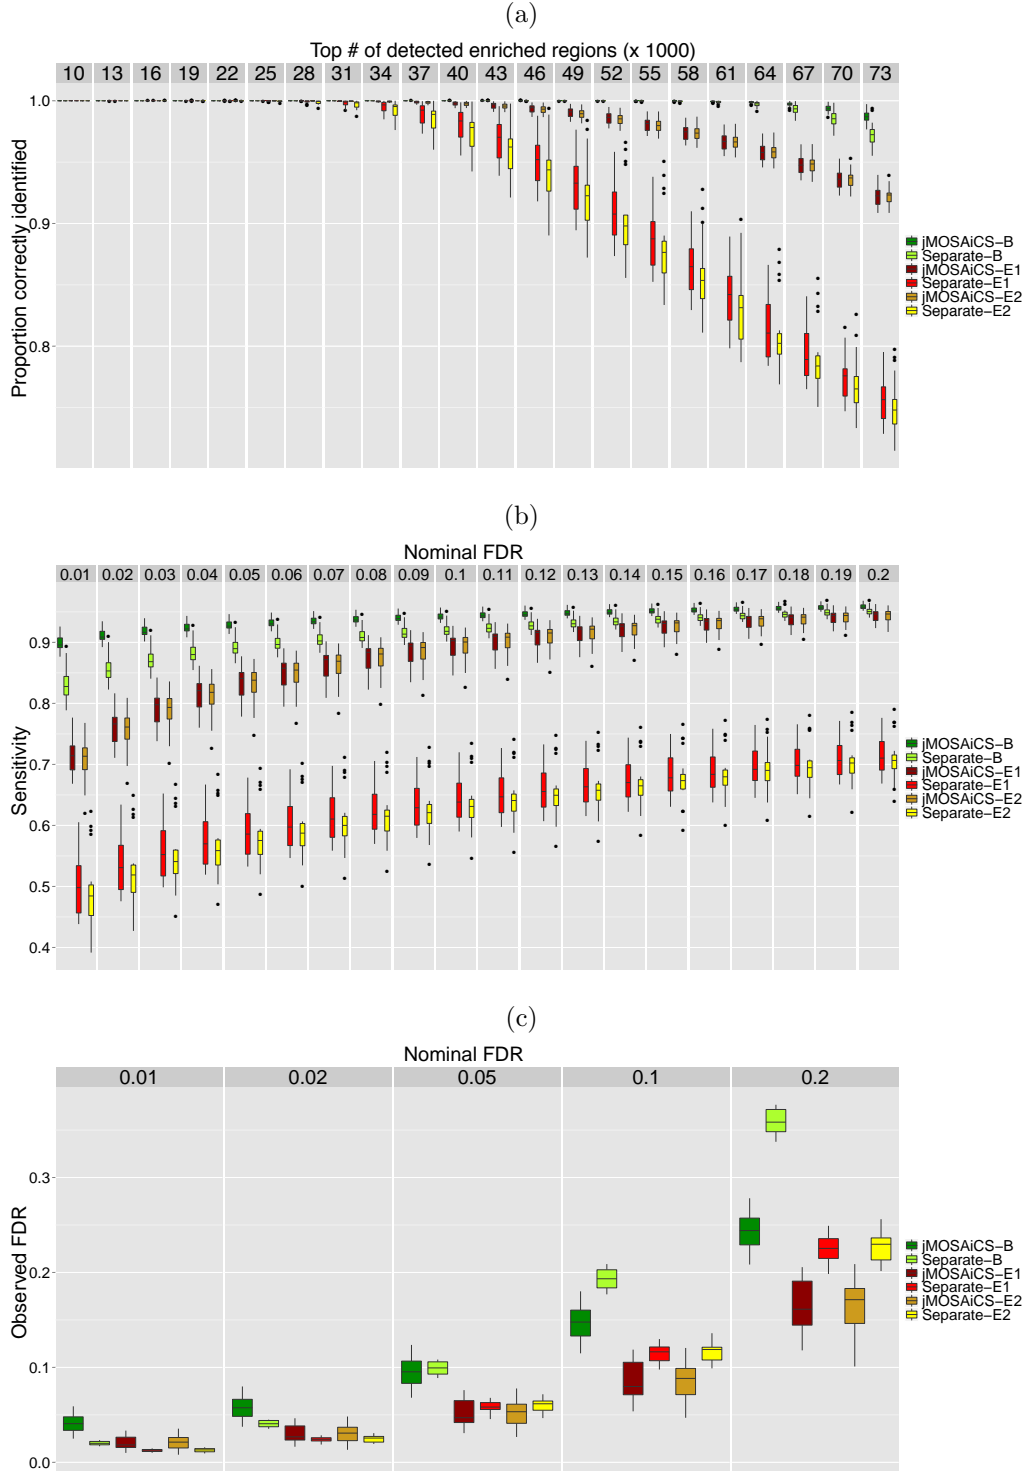 (a)
Top # of detected enriched regions (x 1000)
10 13 16 19 22 25 28 31 34 37 40 43 46 49 52 55 58 61 64 67 70 73
1.0
0.9
0.8
Proportion correctly identified
jMOSAiCS−B
Separate−B
jMOSAiCS−E1
Separate−E1
jMOSAiCS−E2
Separate−E2
(b)
Nominal FDR
0.01 0.02 0.03 0.04 0.05 0.06 0.07 0.08 0.09 0.1 0.11 0.12 0.13 0.14 0.15 0.16 0.17 0.18 0.19 0.2
0.9
0.8
0.7
0.6
0.5
0.4
Sensitivity
jMOSAiCS−B
Separate−B
jMOSAiCS−E1
Separate−E1
jMOSAiCS−E2
Separate−E2
(c)
Nominal FDR
0.01 0.02 0.05 0.1 0.2
0.3
0.2
0.1
0.0
Observed FDR
jMOSAiCS−B
Separate−B
jMOSAiCS−E1
Separate−E1
jMOSAiCS−E2
Separate−E2